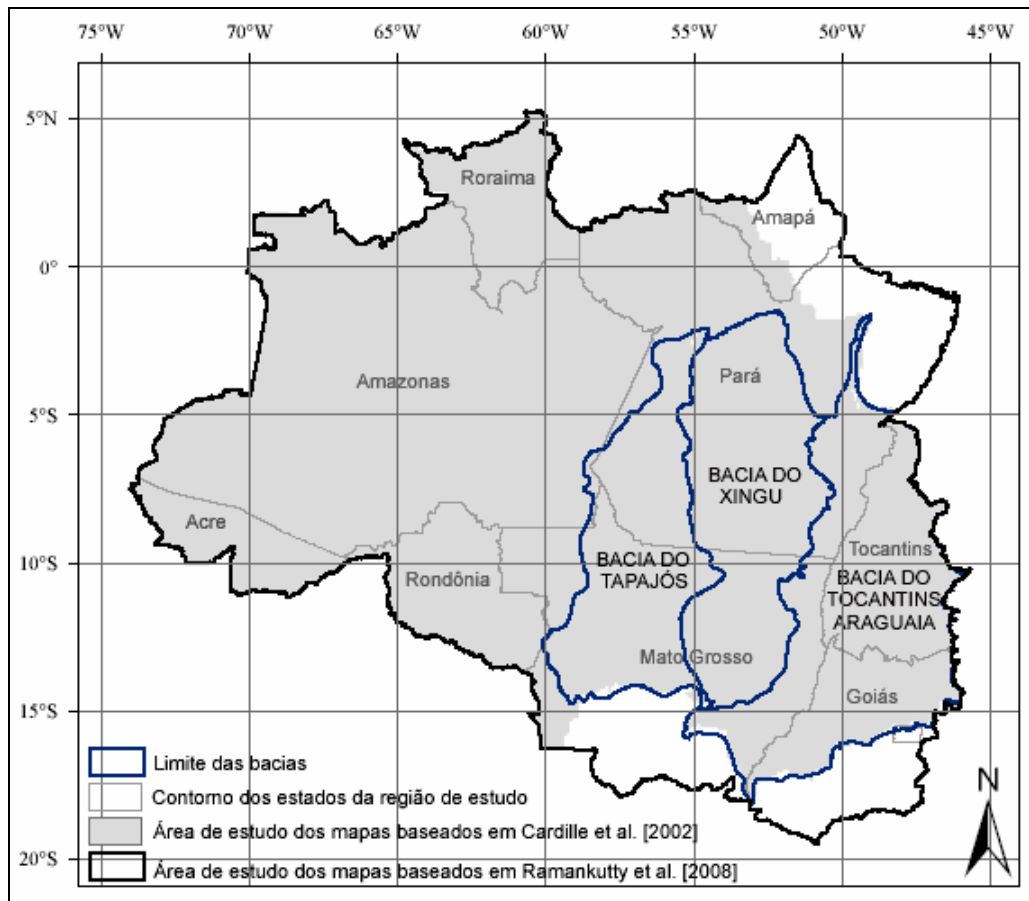 75°W 70°W 65°W 60°W 55°W 50°W 45°W
5°N
Roraima
Amapá
0°
Pará
Amazonas
5°S
BACIA DO
XINGU
Acre
Tocantins
10°S
BACIA DO
TAPAJÓS
Rondônia
BACIA DO
TOCANTINS
ARAGUAIA
Mato Grosso
Goiás
15°S
Limite das bacias
N
Contorno dos estados da região de estudo
Área de estudo dos mapas baseados em Cardille et al. [2002]
20°S
Área de estudo dos mapas baseados em Ramankutty et al. [2008]